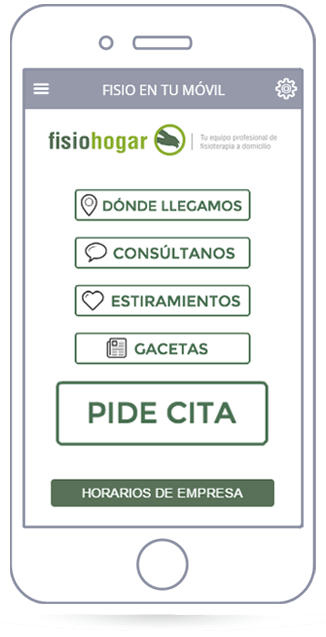 FISIO EN TU MÓVIL
fisiohogar
Tu equipo profesional de
fisioterapia a domicilio
DÓNDE LLEGAMOS
CONSÚLTANOS
ESTIRAMIENTOS
GACETAS
PIDE CITA
HORARIOS DE EMPRESA